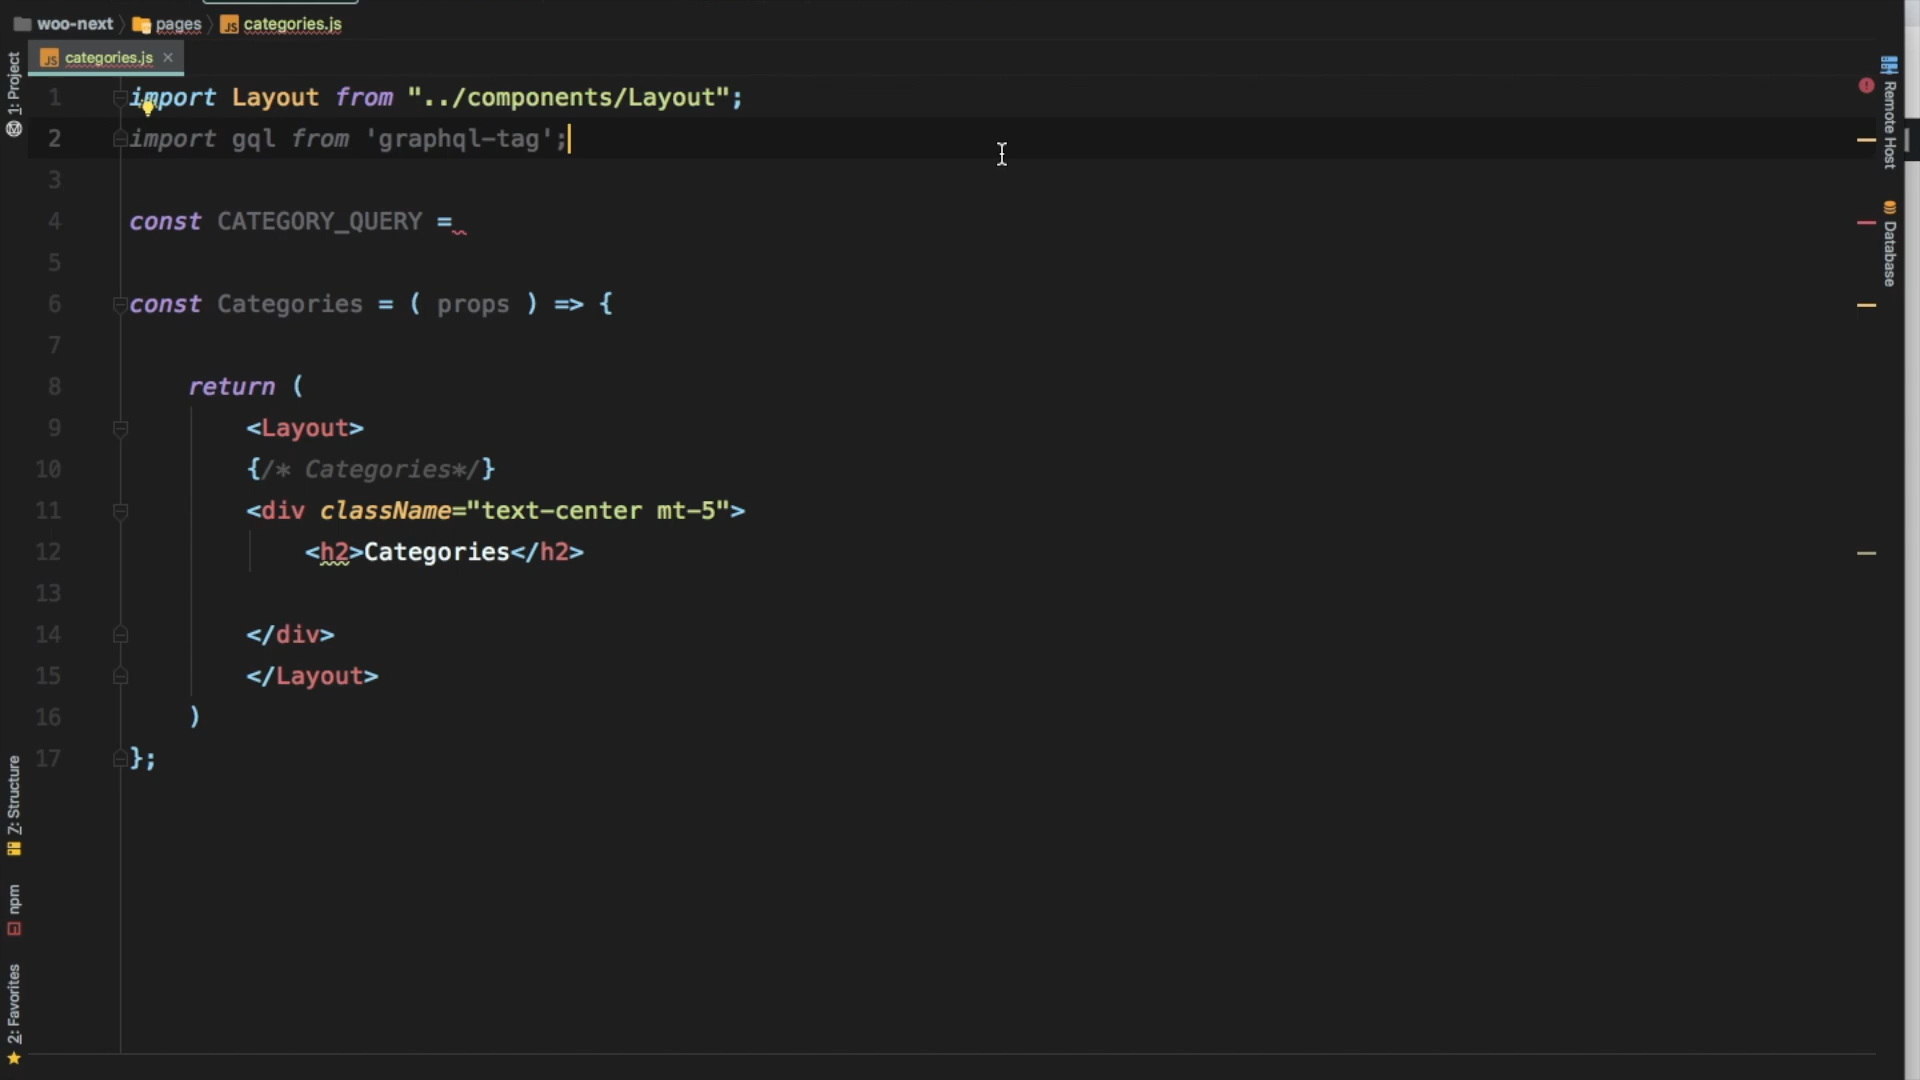 woo-next pages categories.js
categories.js
1: Project
1 import Layout from "../components/Layout";
2 import gql from 'graphql-tag';
3
4 const CATEGORY_QUERY =
5
6 const Categories = ( props ) => {
7
8 return (
9 <Layout>
10 {/* Categories*/}
11 <div className="text-center mt-5">
12 <h2>Categories</h2>
13
14 </div>
15 </Layout>
16 )
17 };
Z: Structure
npm
2: Favorites
Remote Host
Database